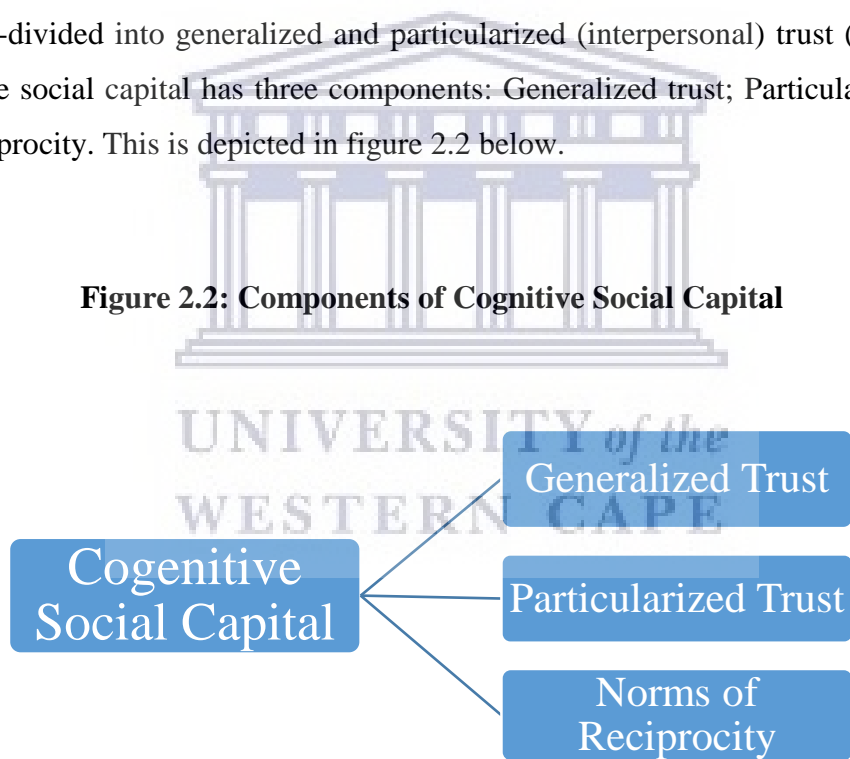 -divided into generalized and particularized (interpersonal) trust (
e social capital has three components: Generalized trust; Particula
procity. This is depicted in figure 2.2 below.
Figure 2.2: Components of Cognitive Social Capital
UNIVERSITY of the
WESTERN CAPE
Cogenitive
Social Capital
Generalized Trust
Particularized Trust
Norms of
Reciprocity